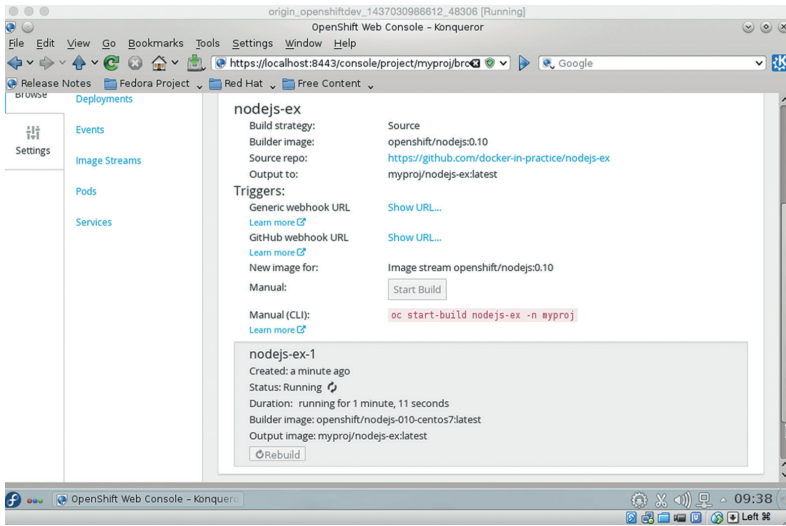 origin_openshiftdev_1437030986612_48306 [Running]
OpenShift Web Console – Konqueror
File Edit View Go Bookmarks Tools Settings Window Help
https://localhost:8443/console/project/myproj/bro
Google
Release Notes Fedora Project Red Hat Free Content
Browse
Settings
Deployments
Events
Image Streams
Pods
Services
nodejs-ex
Build strategy: Source
Builder image: openshift/nodejs:0.10
Source repo: https://github.com/docker-in-practice/nodejs-ex
Output to: myproj/nodejs-ex:latest
Triggers:
Generic webhook URL Show URL...
Learn more
GitHub webhook URL Show URL...
Learn more
New image for: Image stream openshift/nodejs:0.10
Manual: Start Build
Manual (CLI): oc start-build nodejs-ex -n myproj
Learn more
nodejs-ex-1
Created: a minute ago
Status: Running
Duration: running for 1 minute, 11 seconds
Builder image: openshift/nodejs-010-centos7:latest
Output image: myproj/nodejs-ex:latest
Rebuild
OpenShift Web Console – Konquero
09:38
Left ⌘